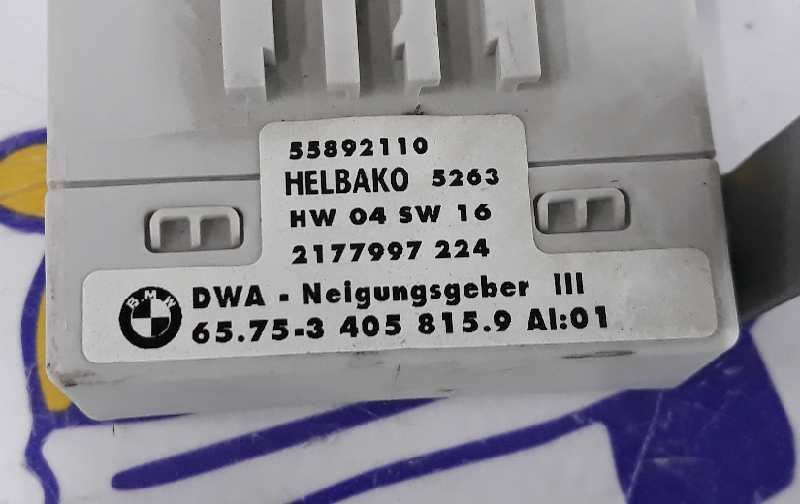 55892110
HELBAKO 5263
HW 04 SW 16
2177997 224
BMW DWA - Neigungsgeber III
65.75-3 405 815.9 AI:01